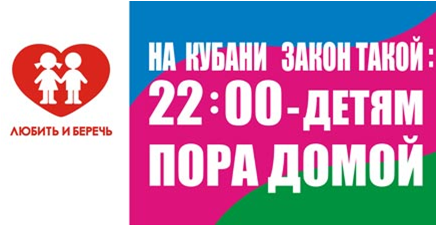 ЛЮБИТЬ И БЕРЕЧЬ
НА КУБАНИ ЗАКОН ТАКОЙ:
22:00-ДЕТЯМ
ПОРА ДОМОЙ